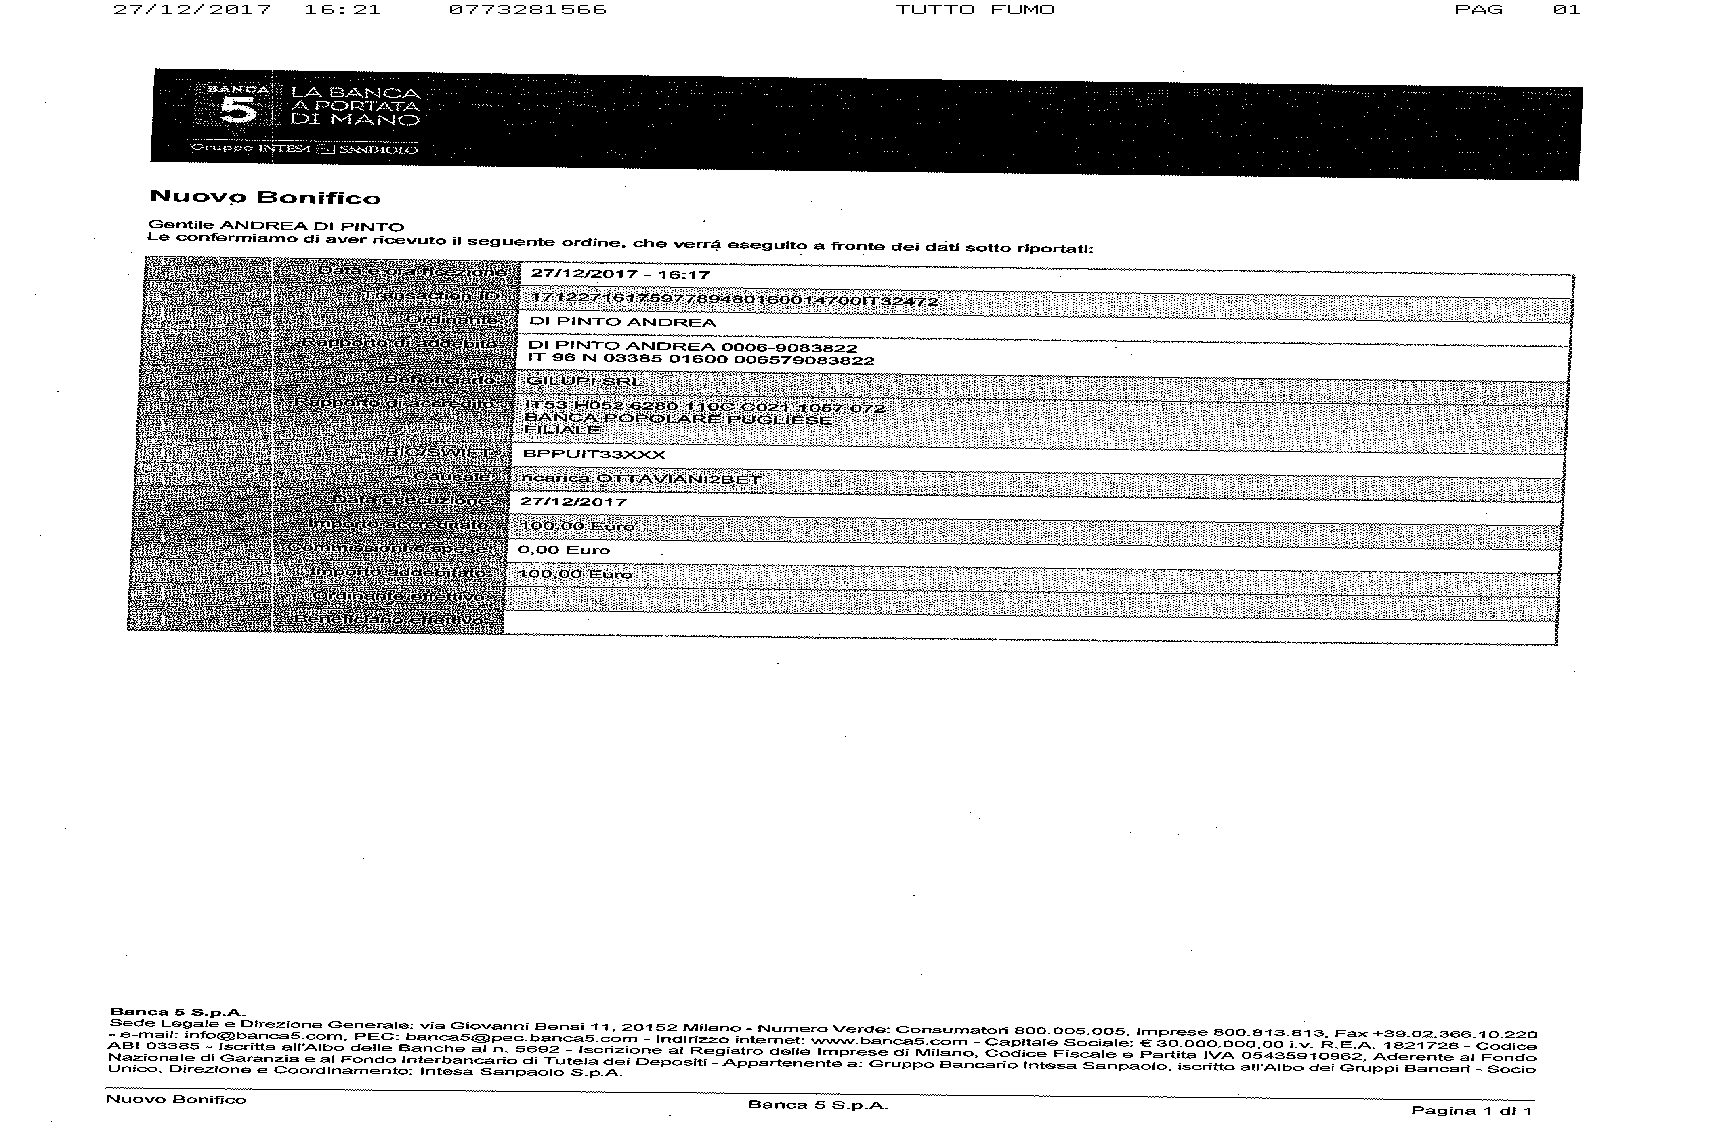 27/12/2017 16:21 0773281566 TUTTO FUMO PAG 01
BANCA 5
LA BANCA
A PORTATA
DI MANO
Gruppo INTESA SANPAOLO
Nuovo Bonifico
Gentile ANDREA DI PINTO
Le confermiamo di aver ricevuto il seguente ordine, che verrá eseguito a fronte dei dati sotto riportati:
27/12/2017 - 16:17
Transaction ID: 1712271617597789480160014700IT32472
Ordinante: DI PINTO ANDREA
Rapporto di addebito: DI PINTO ANDREA 0006-9083822
IT 96 N 03385 01600 006579083822
Beneficiario: GILUPI SRL
Rapporto di accredito: IT 53 H052 6280 110C C021 1067 072
BANCA POPOLARE PUGLIESE
FILIALE
BIC/SWIFT: BPPUIT33XXX
Causale: ricarica OTTAVIANI2BET
Data esecuzione: 27/12/2017
Importo accreditato: 100,00 Euro
Commissioni e spese: 0,00 Euro
Importo addebitato: 100,00 Euro
Ordinante effettivo:
Beneficiario effettivo:
Banca 5 S.p.A.
Sede Legale e Direzione Generale: via Giovanni Bensi 11, 20152 Milano - Numero Verde: Consumatori 800.005.005, Imprese 800.813.813, Fax +39.02.366.10.220
- e-mail: info@banca5.com, PEC: banca5@pec.banca5.com - Indirizzo internet: www.banca5.com - Capitale Sociale: € 30.000.000,00 i.v. R.E.A. 1821728 - Codice
ABI 03385 - Iscritta all'Albo delle Banche al n. 5692 - Iscrizione al Registro delle Imprese di Milano, Codice Fiscale e Partita IVA 05435910962, Aderente al Fondo
Nazionale di Garanzia e al Fondo Interbancario di Tutela dei Depositi - Appartenente a: Gruppo Bancario Intesa Sanpaolo, iscritto all'Albo dei Gruppi Bancari - Socio
Unico, Direzione e Coordinamento: Intesa Sanpaolo S.p.A.
Nuovo Bonifico Banca 5 S.p.A. Pagina 1 di 1